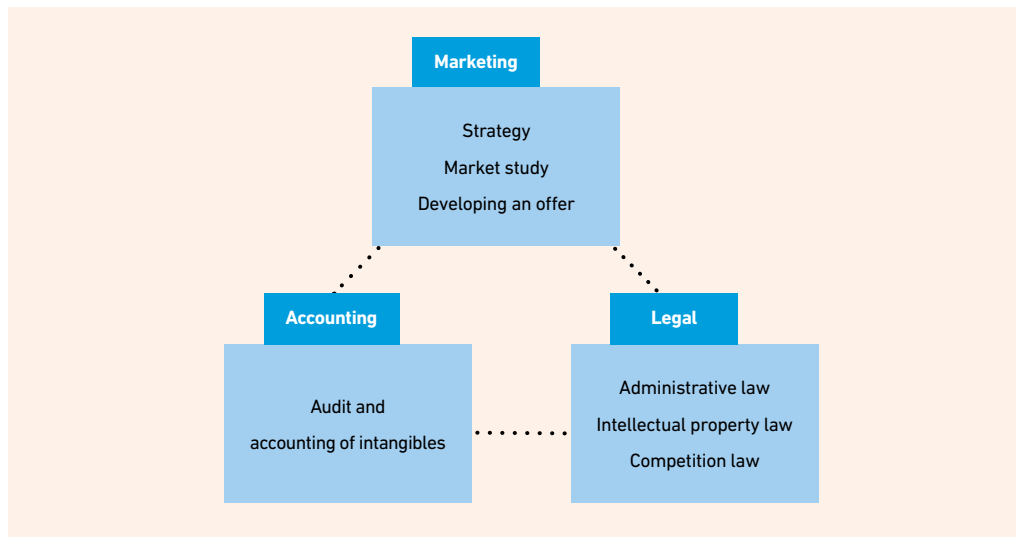 Marketing
Strategy
Market study
Developing an offer
Accounting
Audit and
accounting of intangibles
Legal
Administrative law
Intellectual property law
Competition law